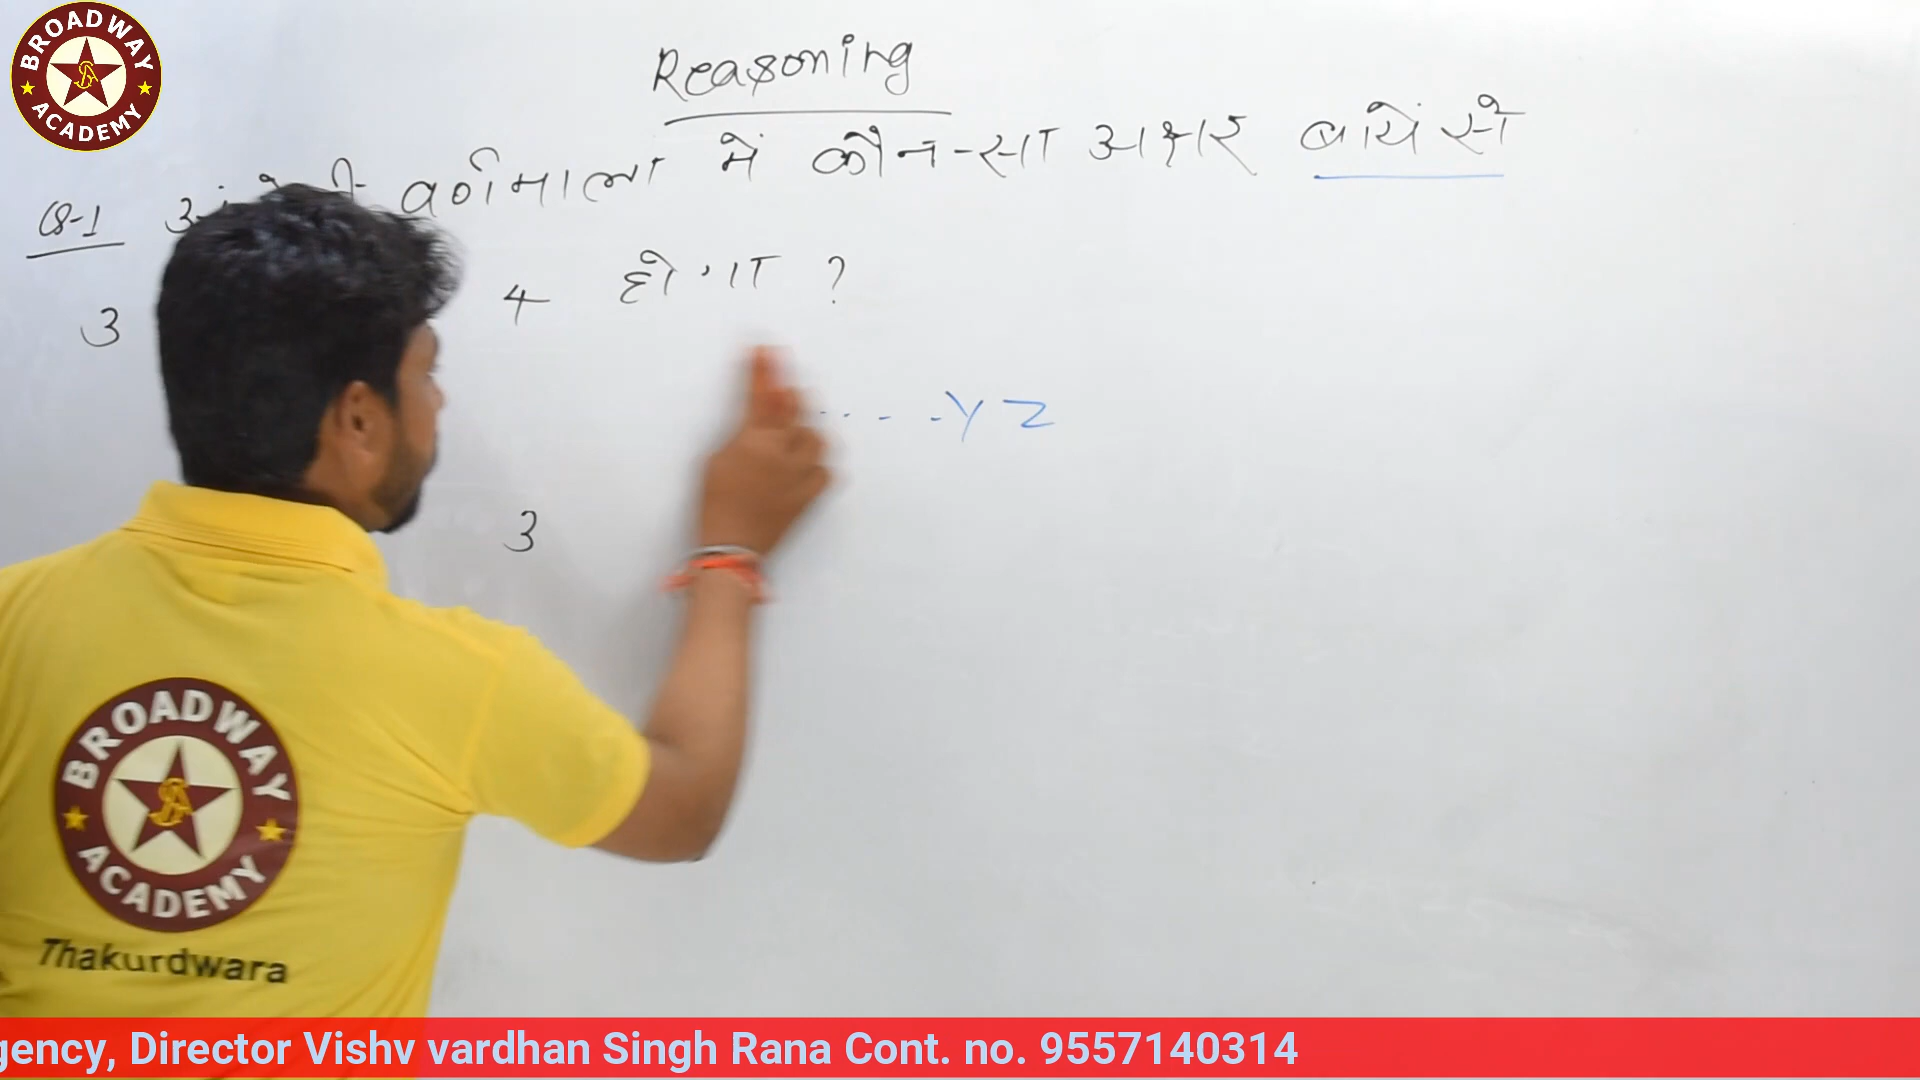 BROADWAY ACADEMY
Reasoning
Q-1 वर्णमाला में कौन-सा अक्षर बायें से
3 4 होगा ?
- - - Y Z
3
BROADWAY ACADEMY
Thakurdwara
gency, Director Vishv vardhan Singh Rana Cont. no. 9557140314